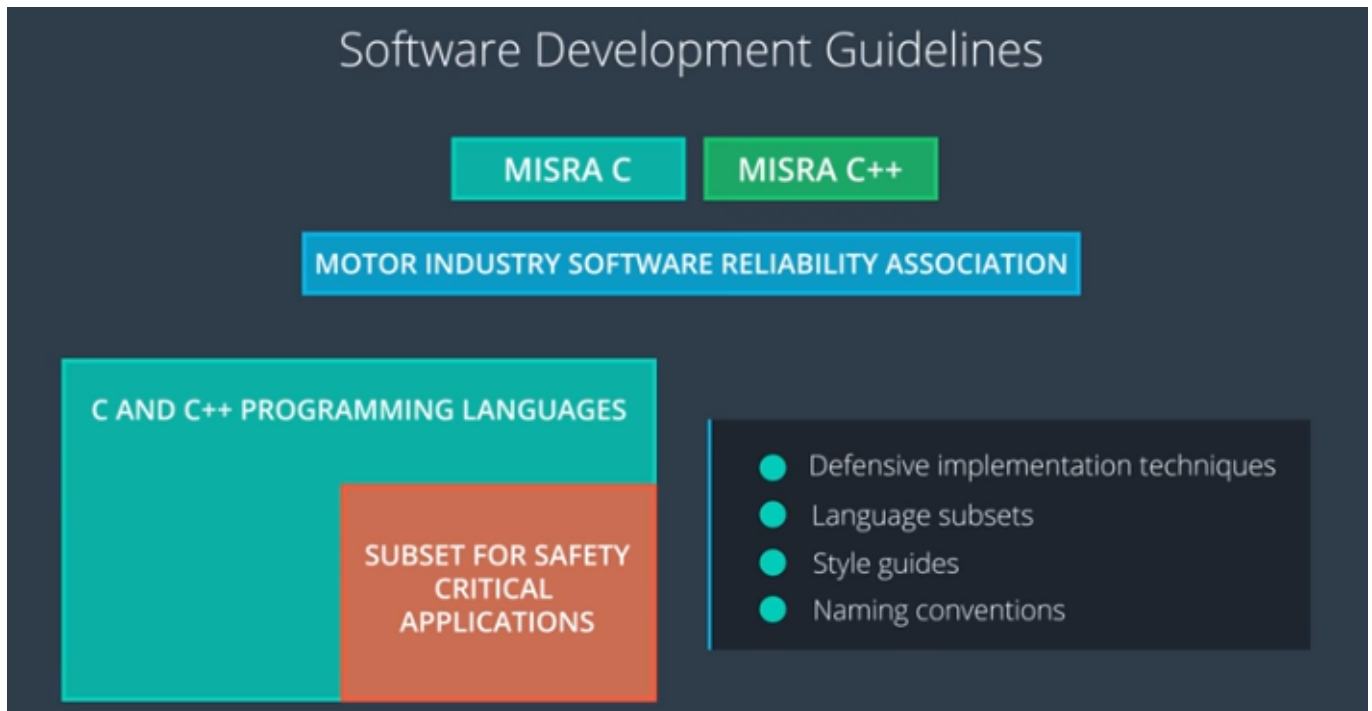 Software Development Guidelines
MISRA C
MISRA C++
MOTOR INDUSTRY SOFTWARE RELIABILITY ASSOCIATION
C AND C++ PROGRAMMING LANGUAGES
SUBSET FOR SAFETY
CRITICAL
APPLICATIONS
Defensive implementation techniques
Language subsets
Style guides
Naming conventions